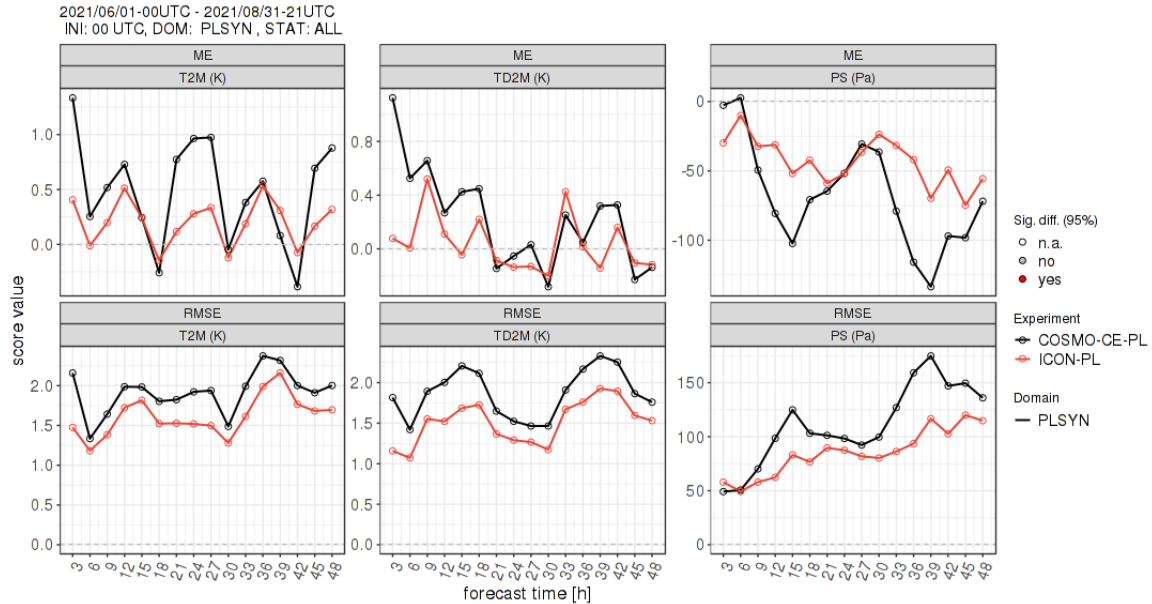 2021/06/01-00UTC - 2021/08/31-21UTC
INI: 00 UTC, DOM: PLSYN , STAT: ALL
ME
T2M (K)
ME
TD2M (K)
ME
PS (Pa)
1.0
0.5
0.0
0.8
0.4
0.0
0
-50
-100
RMSE
T2M (K)
RMSE
TD2M (K)
RMSE
PS (Pa)
2.0
1.5
1.0
0.5
0.0
2.0
1.5
1.0
0.5
0.0
150
100
50
0
3 6 9 12 15 18 21 24 27 30 33 36 39 42 45 48
3 6 9 12 15 18 21 24 27 30 33 36 39 42 45 48
3 6 9 12 15 18 21 24 27 30 33 36 39 42 45 48
score value
forecast time [h]
Sig. diff. (95%)
n.a.
no
yes
Experiment
COSMO-CE-PL
ICON-PL
Domain
PLSYN